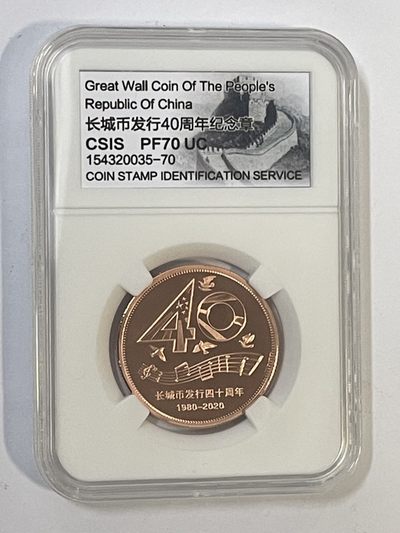 Great Wall Coin Of The People's
Republic Of China
长城币发行40周年纪念章
CSIS PF70 UC
154320035-70
COIN STAMP IDENTIFICATION SERVICE
40
长城币发行四十周年
1980-2020